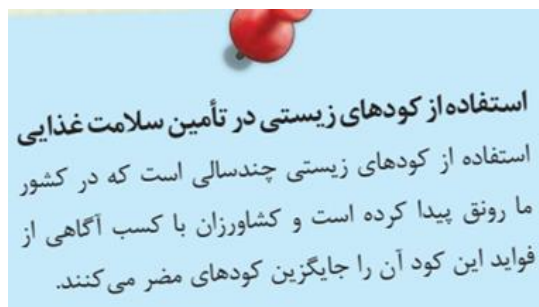 استفاده از کودهای زیستی در تأمین سلامت غذایی
استفاده از کودهای زیستی چندسالی است که در کشور
ما رونق پیدا کرده است و کشاورزان با کسب آگاهی از
فواید این کود آن را جایگزین کودهای مضر می‌کنند.